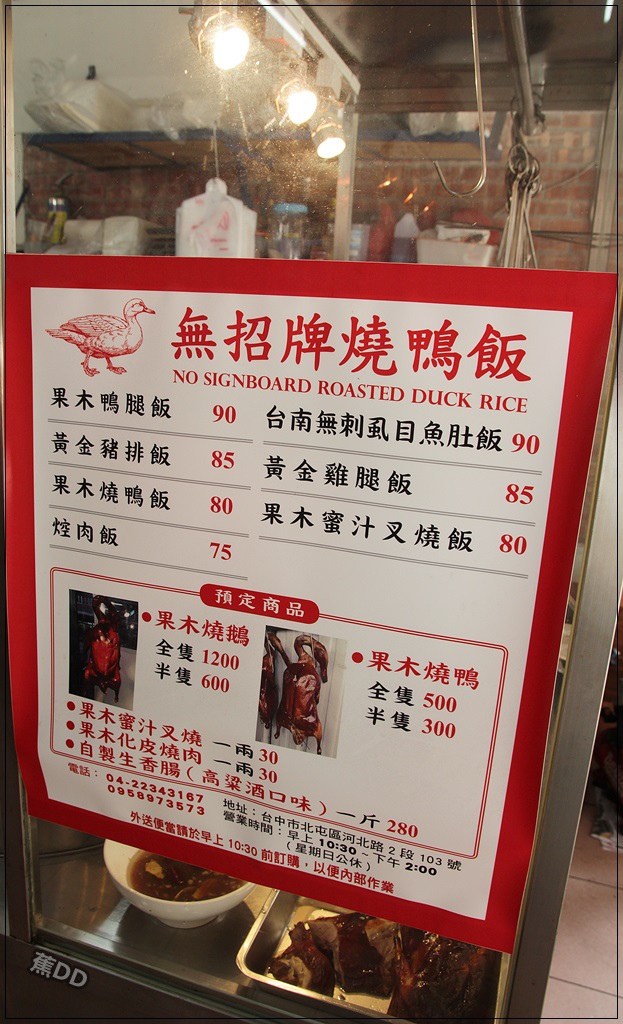 無招牌燒鴨飯
NO SIGNBOARD ROASTED DUCK RICE
果木鴨腿飯 90
黃金豬排飯 85
果木燒鴨飯 80
焢肉飯 75
台南無刺虱目魚肚飯 90
黃金雞腿飯 85
果木蜜汁叉燒飯 80
預定商品
•果木燒鵝
全隻 1200
半隻 600
•果木燒鴨
全隻 500
半隻 300
•果木蜜汁叉燒 一兩 30
•果木化皮燒肉 一兩 30
•自製生香腸(高粱酒口味)一斤 280
電話: 04-22343167
0958973573
地址:台中市北屯區河北路2段103號
營業時間:早上10:30~下午2:00
(星期日公休)
外送便當請於早上 10:30 前訂購,以便內部作業
蕉DD